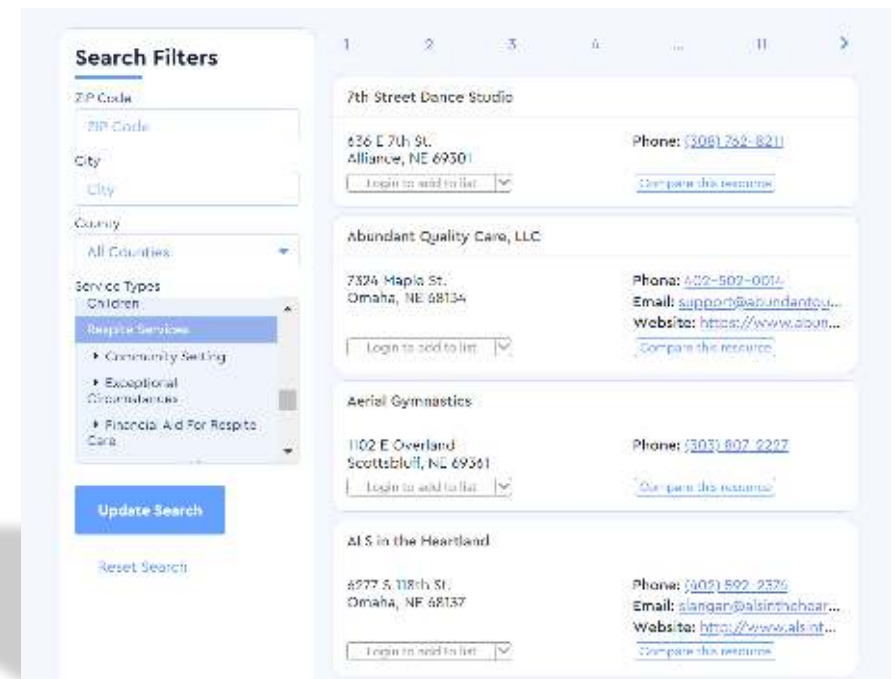 Search Filters
ZIP Code
ZIP Code
City
City
County
All Counties
Service Types
Children
Respite Services
Community Setting
Exceptional
Circumstances
Financial Aid For Respite
Care
Update Search
Reset Search
1 2 3 4 ... 11 >
7th Street Dance Studio
636 E 7th St.
Alliance, NE 69301
Phone: (308) 762-8211
Login to add to list
Compare this resource
Abundant Quality Care, LLC
7324 Maple St.
Omaha, NE 68134
Phone: 402-502-0014
Email: support@abundantqu...
Website: https://www.abun...
Login to add to list
Compare this resource
Aerial Gymnastics
1102 E Overland
Scottsbluff, NE 69361
Phone: (303) 807-2227
Login to add to list
Compare this resource
ALS in the Heartland
6277 S 118th St.
Omaha, NE 68137
Phone: (402) 592-2374
Email: slangan@alsinthehear...
Website: http://www.alsint...
Login to add to list
Compare this resource